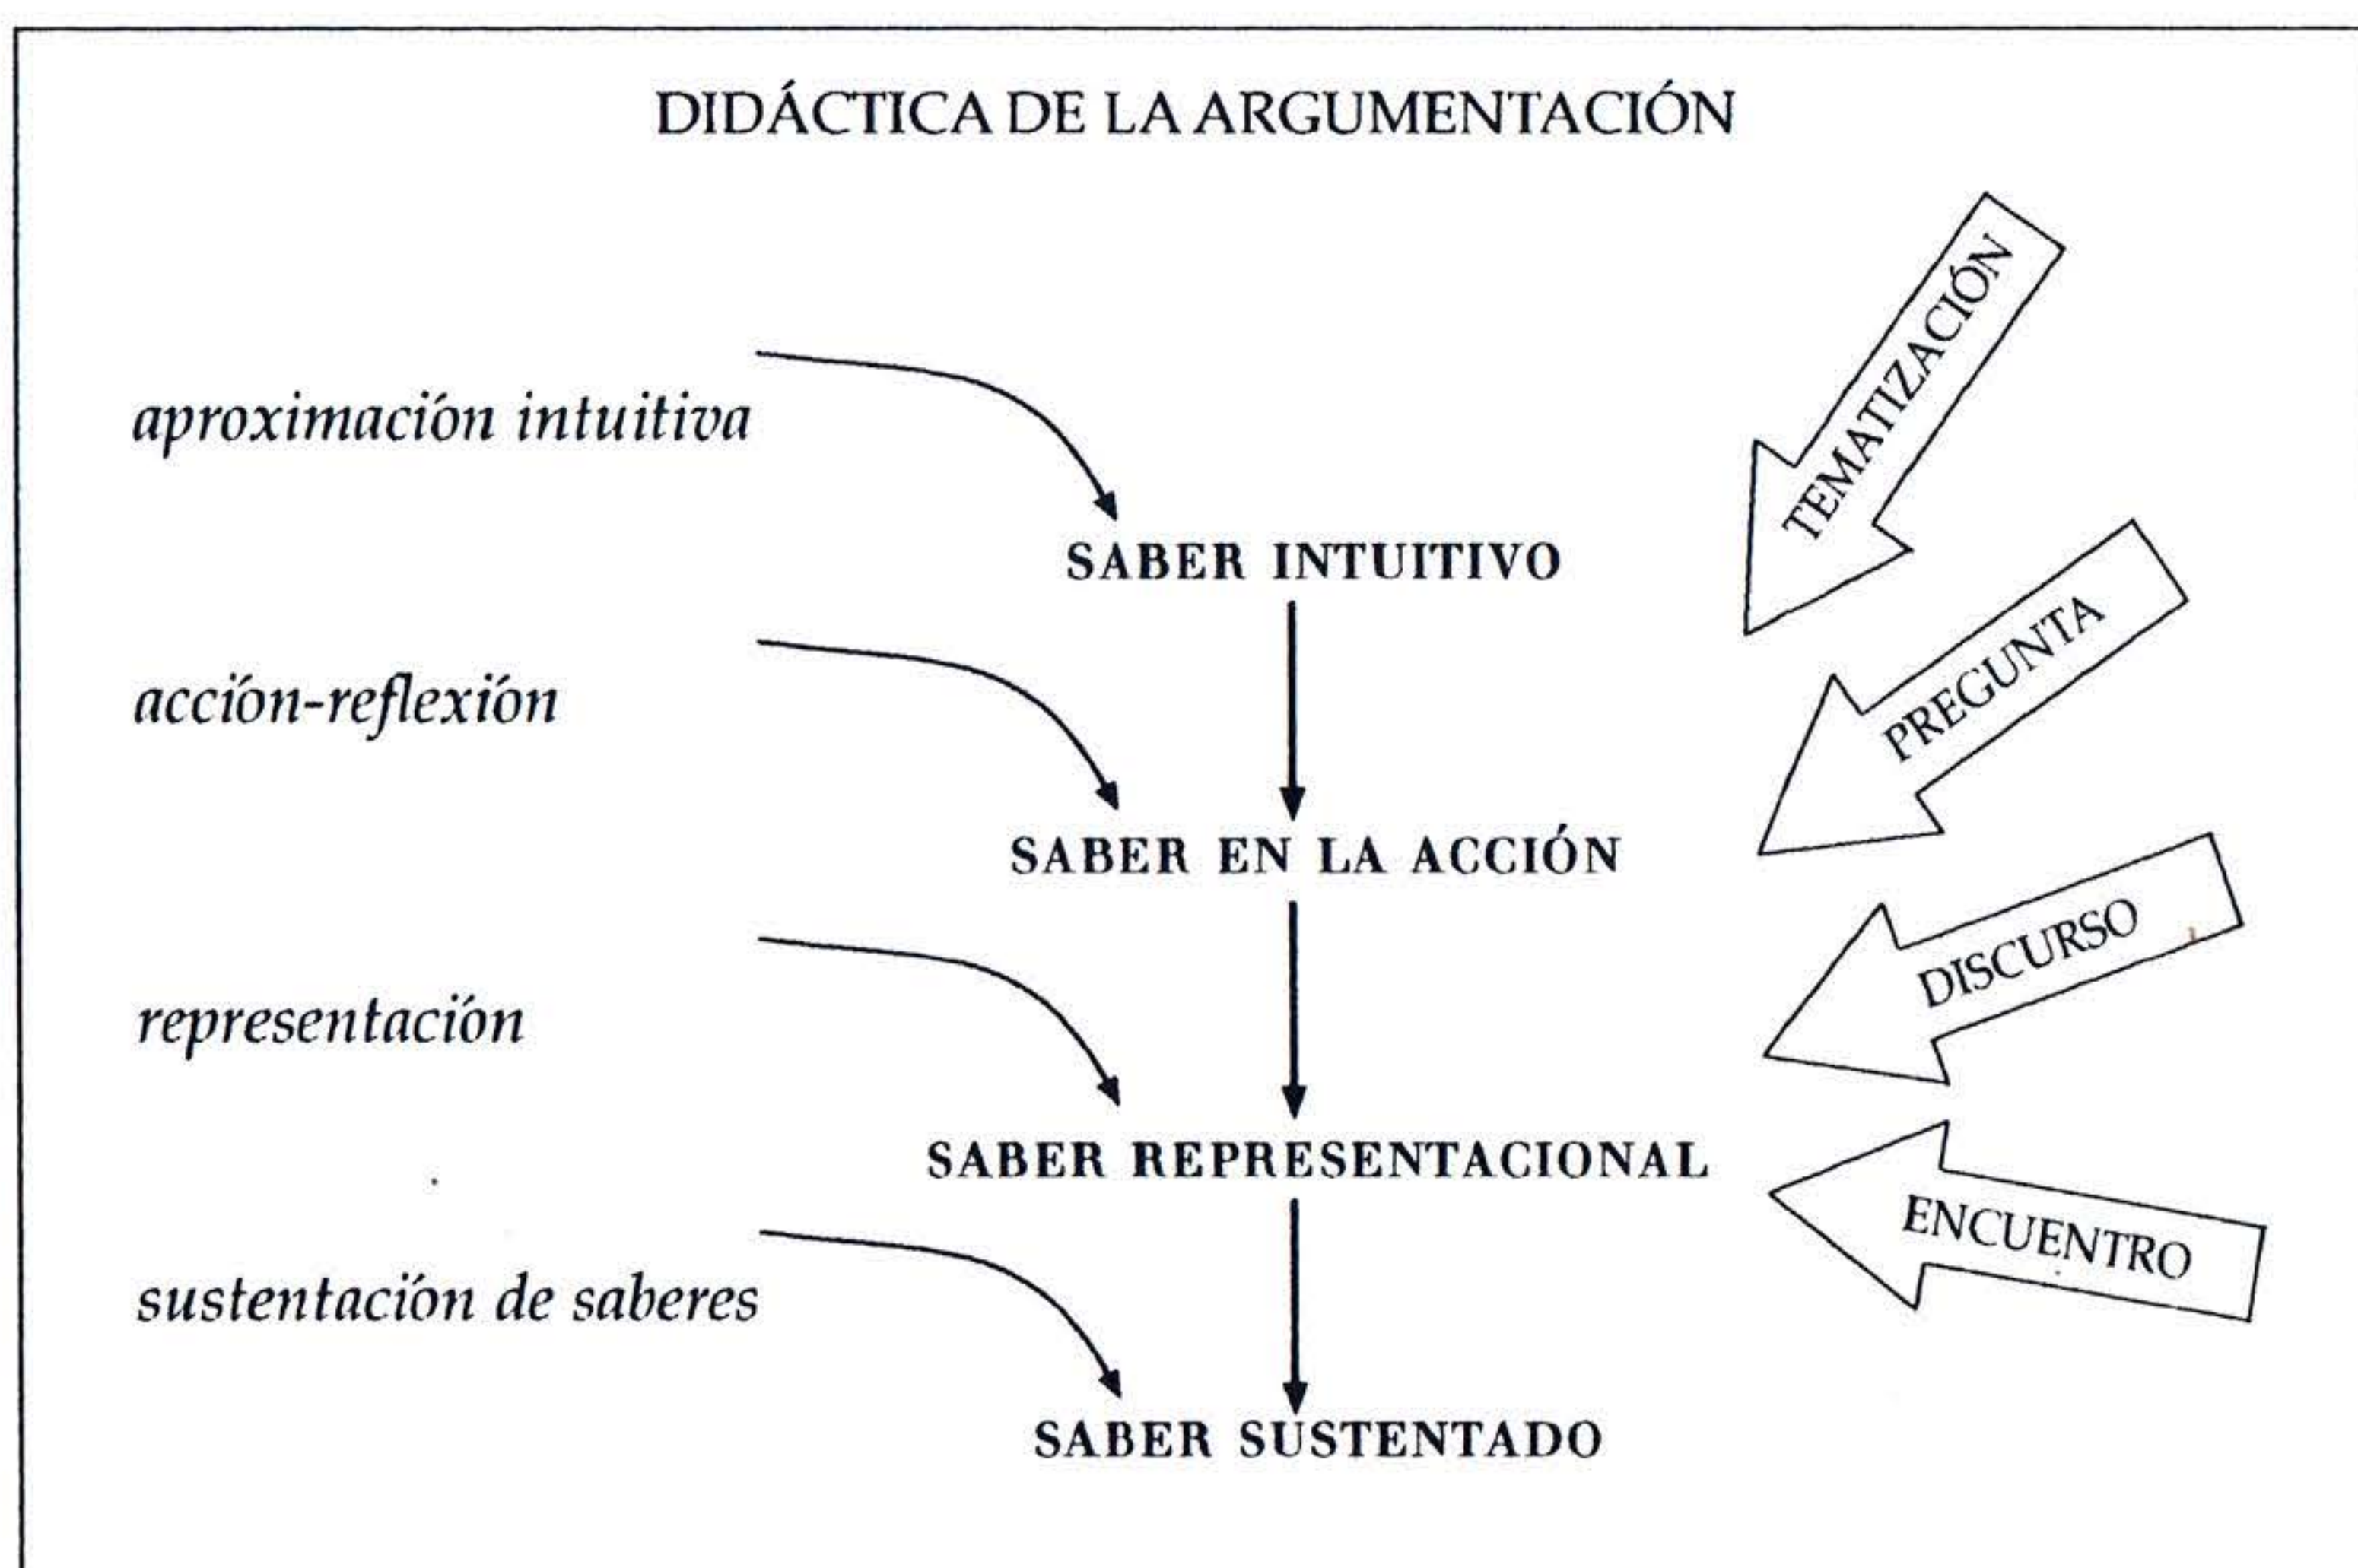 DIDÁCTICA DE LA ARGUMENTACIÓN
TEMATIZACIÓN
aproximación intuitiva
SABER INTUITIVO
PREGUNTA
acción-reflexión
SABER EN LA ACCIÓN
DISCURSO
representación
SABER REPRESENTACIONAL
ENCUENTRO
sustentación de saberes
SABER SUSTENTADO